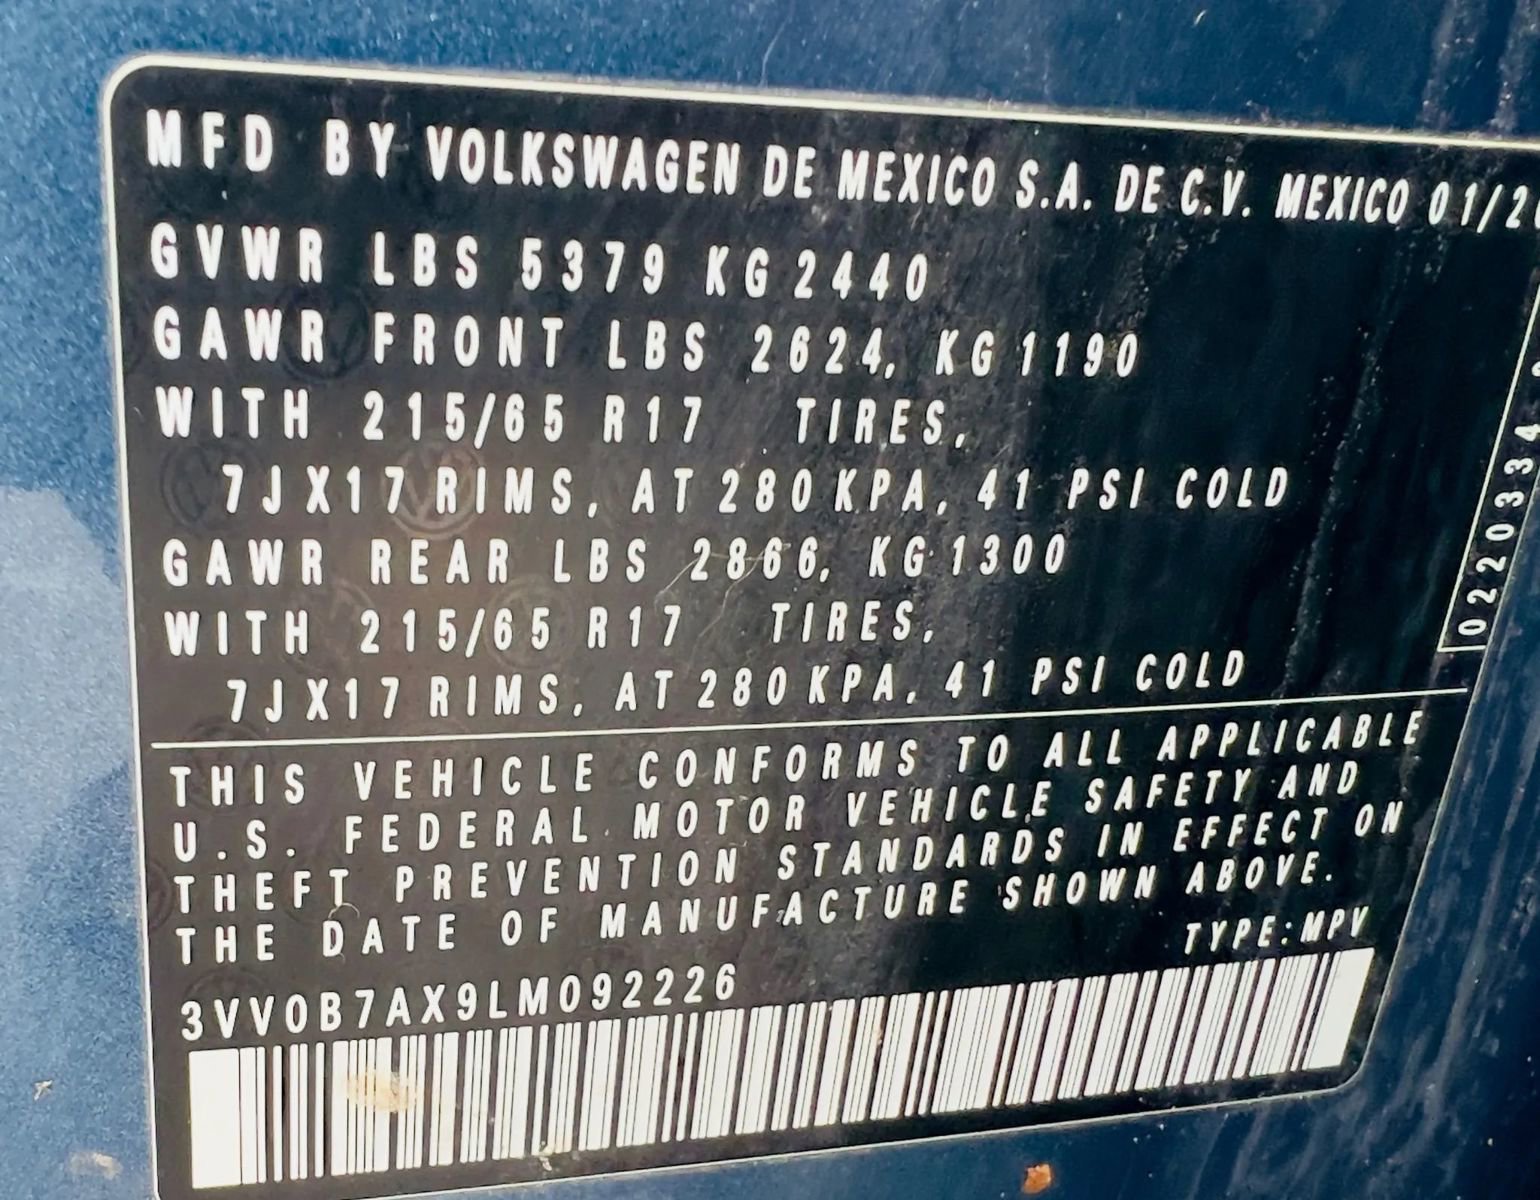 MFD BY VOLKSWAGEN DE MEXICO S.A. DE C.V. MEXICO 01/2
GVWR LBS 5379 KG 2440
GAWR FRONT LBS 2624, KG 1190
WITH 215/65 R17 TIRES,
7JX17 RIMS, AT 280 KPA, 41 PSI COLD
GAWR REAR LBS 2866, KG 1300
WITH 215/65 R17 TIRES,
7JX17 RIMS, AT 280 KPA, 41 PSI COLD
0220334
THIS VEHICLE CONFORMS TO ALL APPLICABLE
U.S. FEDERAL MOTOR VEHICLE SAFETY AND
THEFT PREVENTION STANDARDS IN EFFECT ON
THE DATE OF MANUFACTURE SHOWN ABOVE.
TYPE:MPV
3VV0B7AX9LM092226